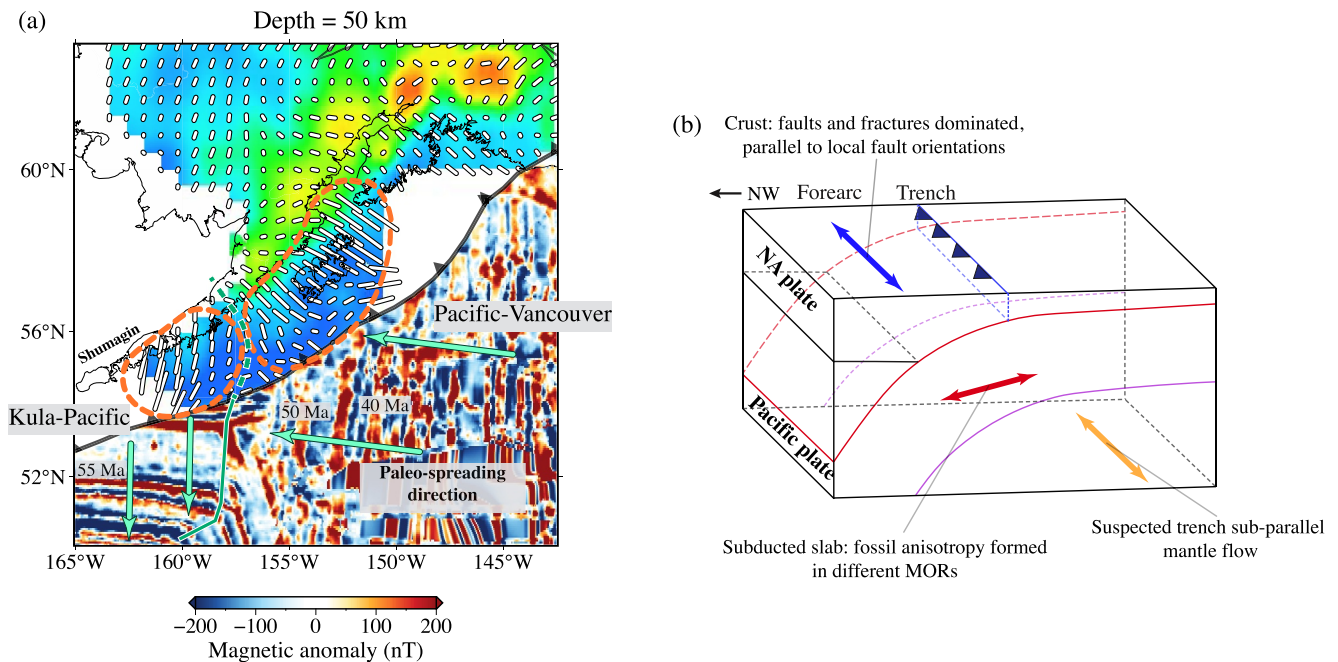 (a)
Depth = 50 km
60°N
56°N
52°N
Shumagin
Pacific-Vancouver
Kula-Pacific
50 Ma
40 Ma
55 Ma
Paleo-spreading
direction
165°W
160°W
155°W
150°W
145°W
−200
−100
0
100
200
Magnetic anomaly (nT)
(b)
Crust: faults and fractures dominated,
parallel to local fault orientations
NW
Forearc
Trench
NA plate
Pacific plate
Subducted slab: fossil anisotropy formed
in different MORs
Suspected trench sub-parallel
mantle flow